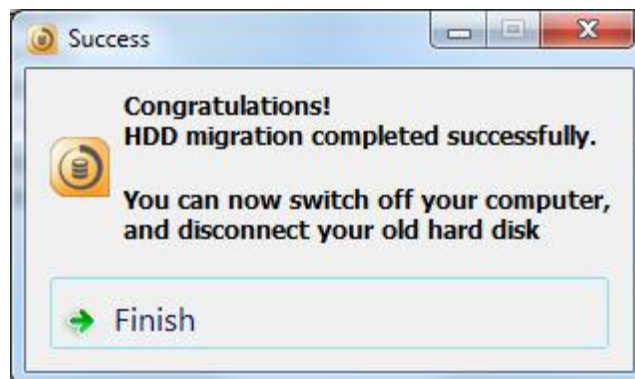 Success
Congratulations!
HDD migration completed successfully.
You can now switch off your computer,
and disconnect your old hard disk
Finish